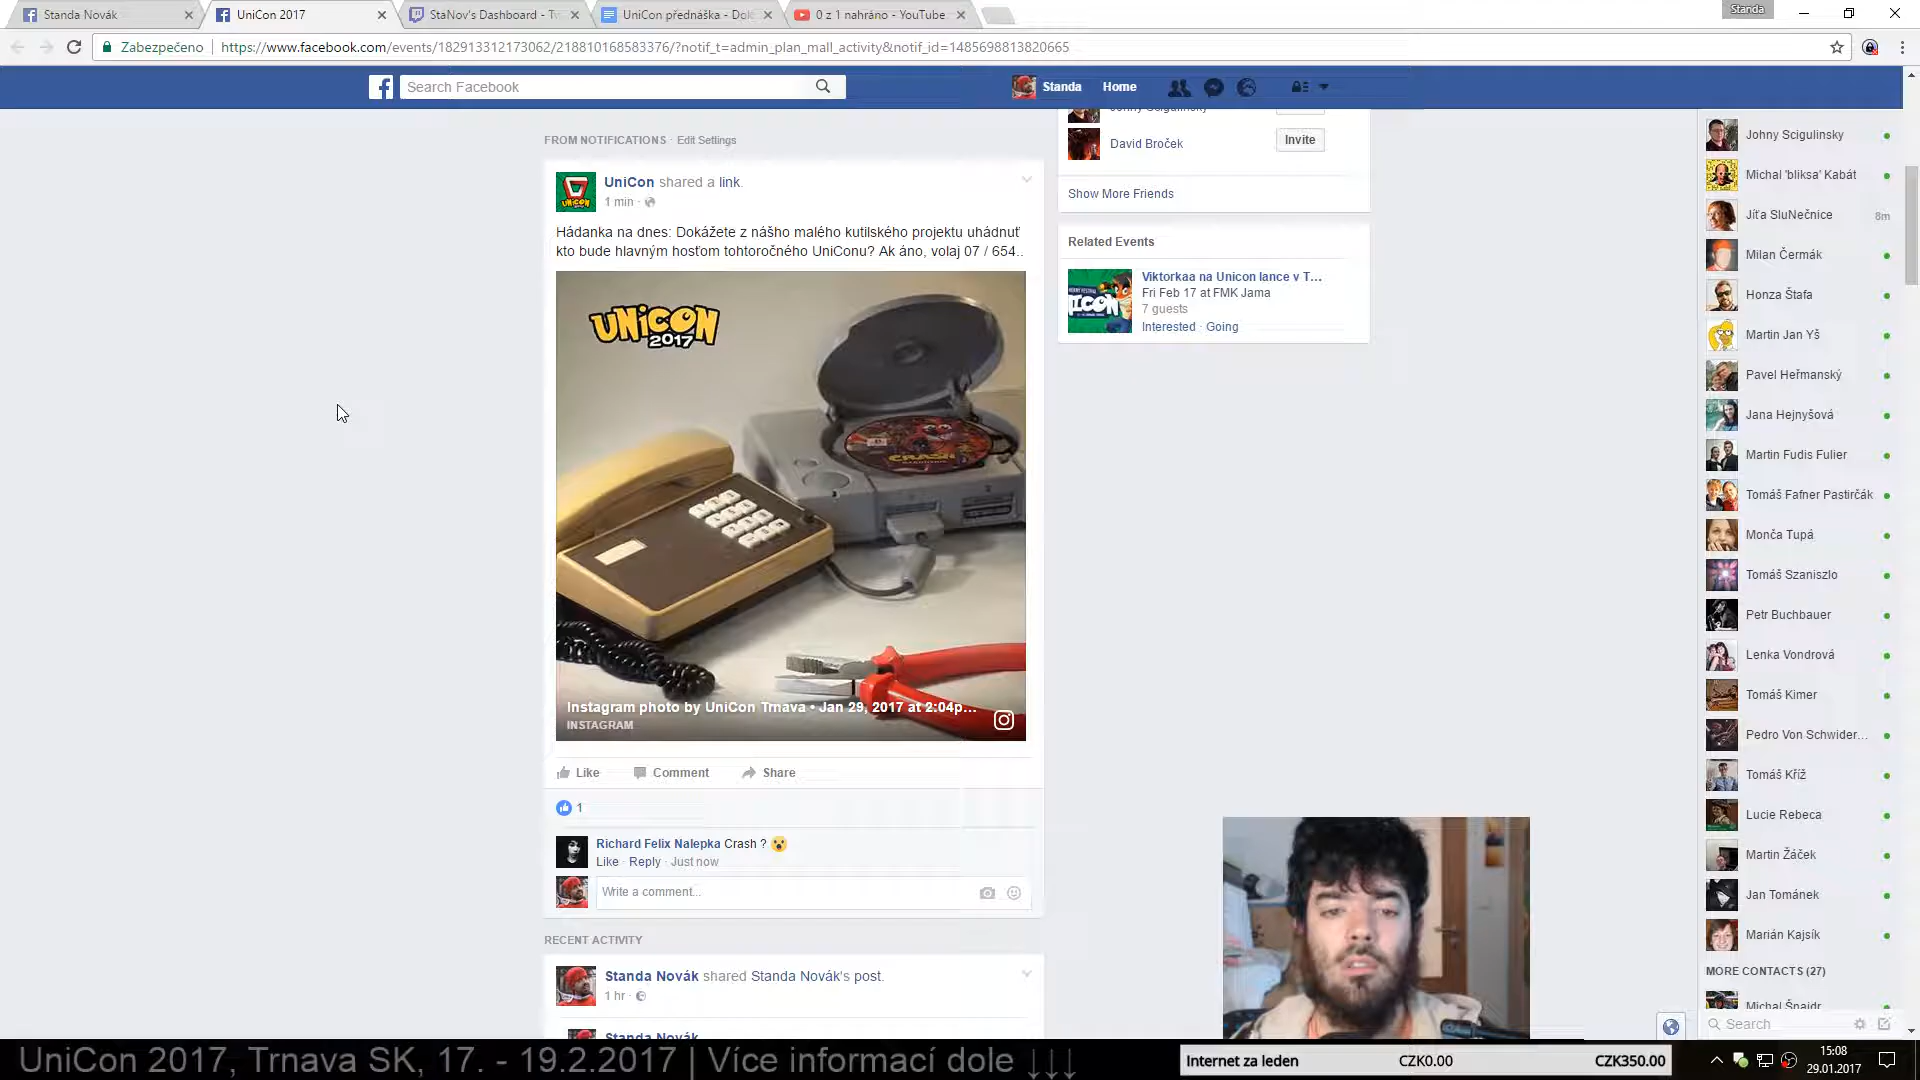 Standa Novák
UniCon 2017
StaNov's Dashboard - Tw
UniCon přednáška - Dol
0 z 1 nahráno - YouTube
Standa
Zabezpečeno
https://www.facebook.com/events/182913312173062/218810168583376/?notif_t=admin_plan_mall_activity&notif_id=1485698813820665
Search Facebook
Standa
Home
FROM NOTIFICATIONS · Edit Settings
UniCon shared a link.
1 min ·
Hádanka na dnes: Dokážete z nášho malého kutilského projektu uhádnuť
kto bude hlavným hosťom tohtoročného UniConu? Ak áno, volaj 07 / 654..
UNiCON
2017
CRASH
Instagram photo by UniCon Trnava • Jan 29, 2017 at 2:04p...
INSTAGRAM
Like
Comment
Share
1
Richard Felix Nalepka Crash ?
Like · Reply · Just now
Write a comment...
RECENT ACTIVITY
Standa Novák shared Standa Novák's post.
1 hr ·
Standa Novák
Johny Scigulinsky
David Broček
Invite
Show More Friends
Related Events
Viktorkaa na Unicon lance v T...
Fri Feb 17 at FMK Jama
7 guests
Interested · Going
Johny Scigulinsky
Michal 'bliksa' Kabát
Jíťa SluNečnice
8m
Milan Čermák
Honza Štafa
Martin Jan Yš
Pavel Heřmanský
Jana Hejnyšová
Martin Fudis Fulier
Tomáš Fafner Pastirčák
Monča Tupá
Tomáš Szaniszlo
Petr Buchbauer
Lenka Vondrová
Tomáš Kimer
Pedro Von Schwider...
Tomáš Kříž
Lucie Rebeca
Martin Žáček
Jan Tománek
Marián Kajsík
MORE CONTACTS (27)
Michal Šnajdr
Search
UniCon 2017, Trnava SK, 17. - 19.2.2017 | Více informací dole ↓↓↓
Internet za leden
CZK0.00
CZK350.00
15:08
29.01.2017